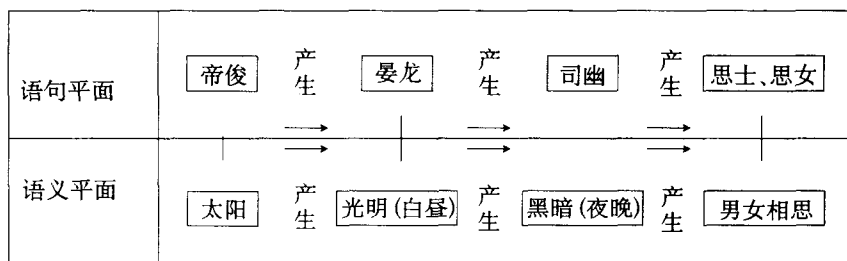 语句平面 帝俊 产生 晏龙 产生 司幽 产生 思士、思女
语义平面 太阳 产生 光明(白昼) 产生 黑暗(夜晚) 产生 男女相思